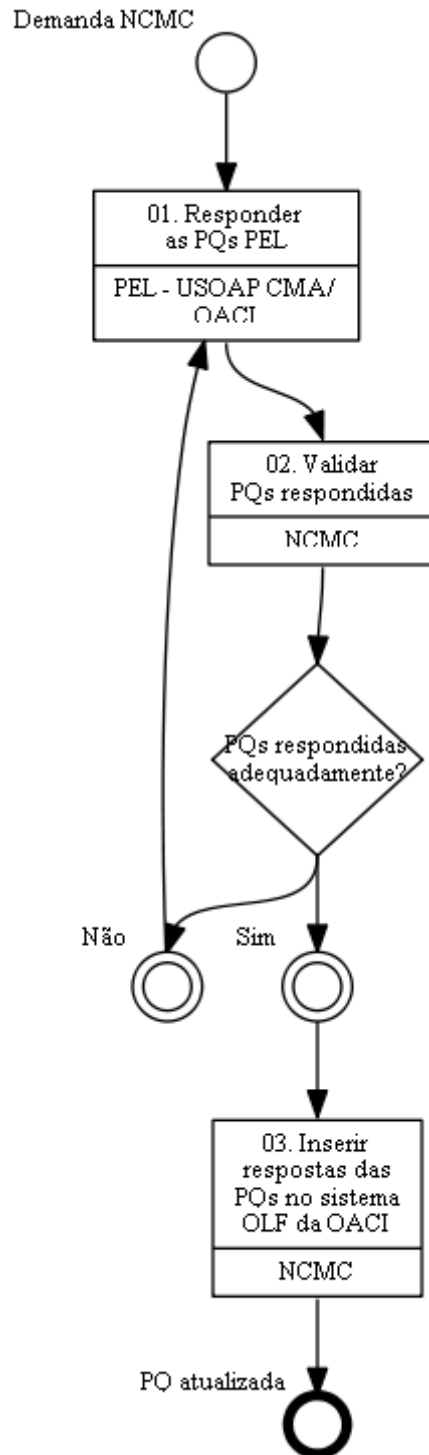 Demanda NCMC
01. Responder
as PQs PEL
PEL - USOAP CMA/
OACI
02. Validar
PQs respondidas
NCMC
PQs respondidas
adequadamente?
Não
Sim
03. Inserir
respostas das
PQs no sistema
OLF da OACI
NCMC
PQ atualizada